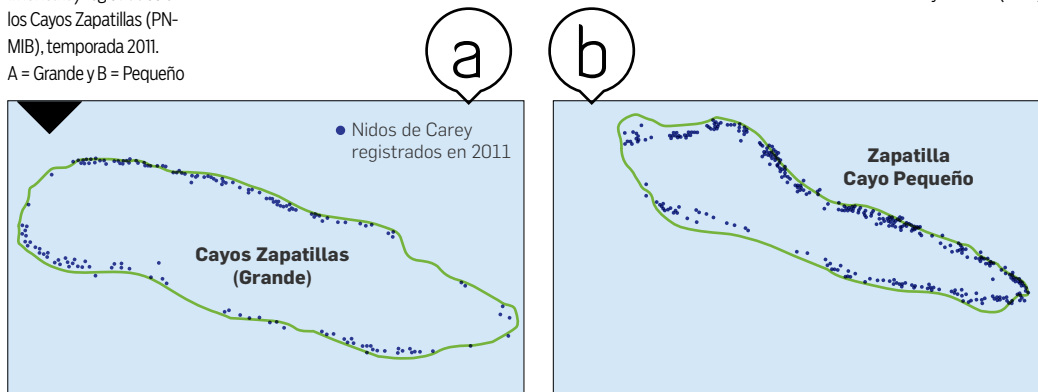 los Cayos Zapatillas (PN-
MIB), temporada 2011.
A = Grande y B = Pequeño
a
b
Nidos de Carey
registrados en 2011
Cayos Zapatillas
(Grande)
Zapatilla
Cayo Pequeño